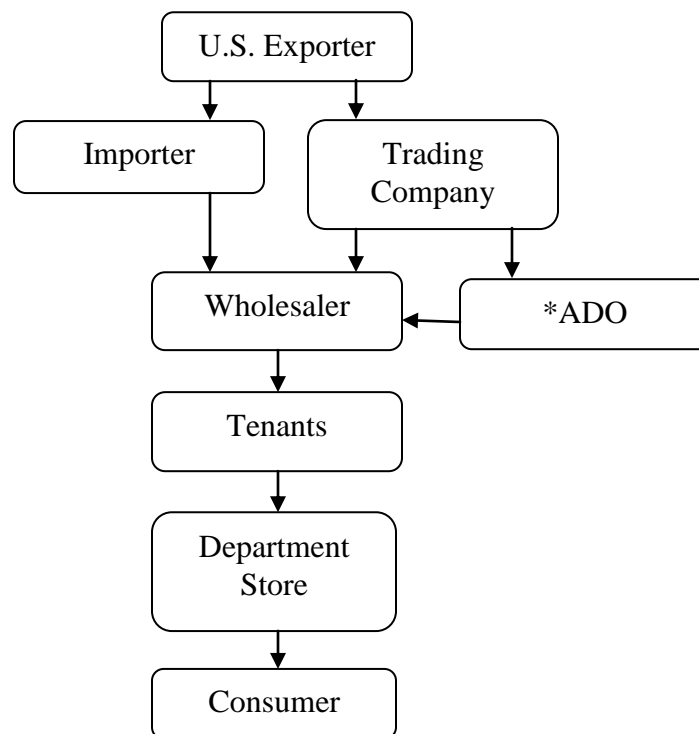 U.S. Exporter
Importer
Trading
Company
Wholesaler
*ADO
Tenants
Department
Store
Consumer